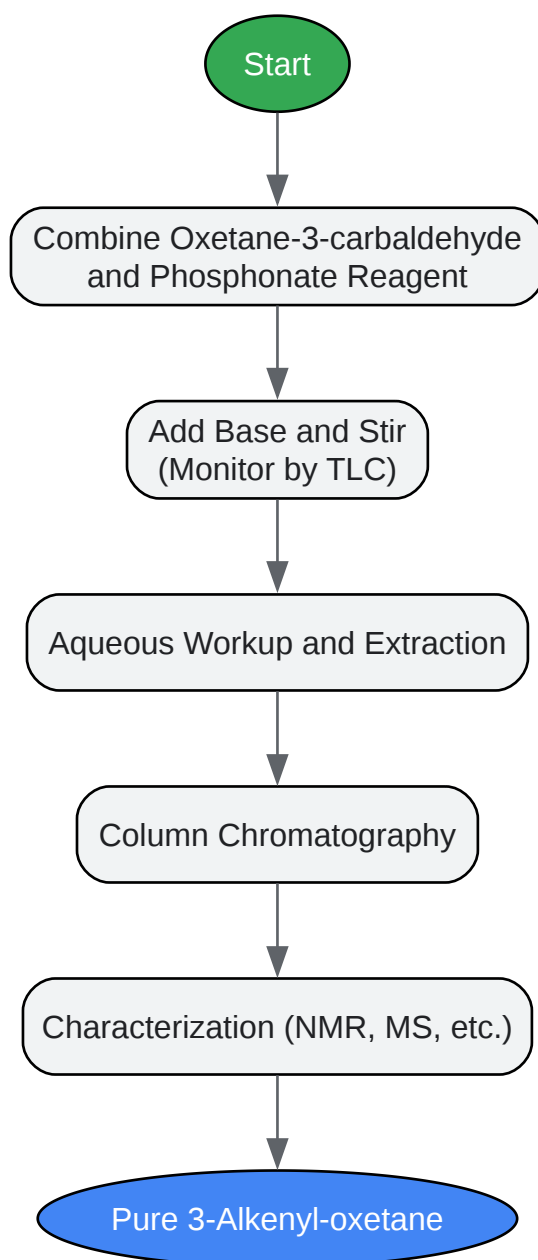 Start
Combine Oxetane-3-carbaldehyde
and Phosphonate Reagent
Add Base and Stir
(Monitor by TLC)
Aqueous Workup and Extraction
Column Chromatography
Characterization (NMR, MS, etc.)
Pure 3-Alkenyl-oxetane